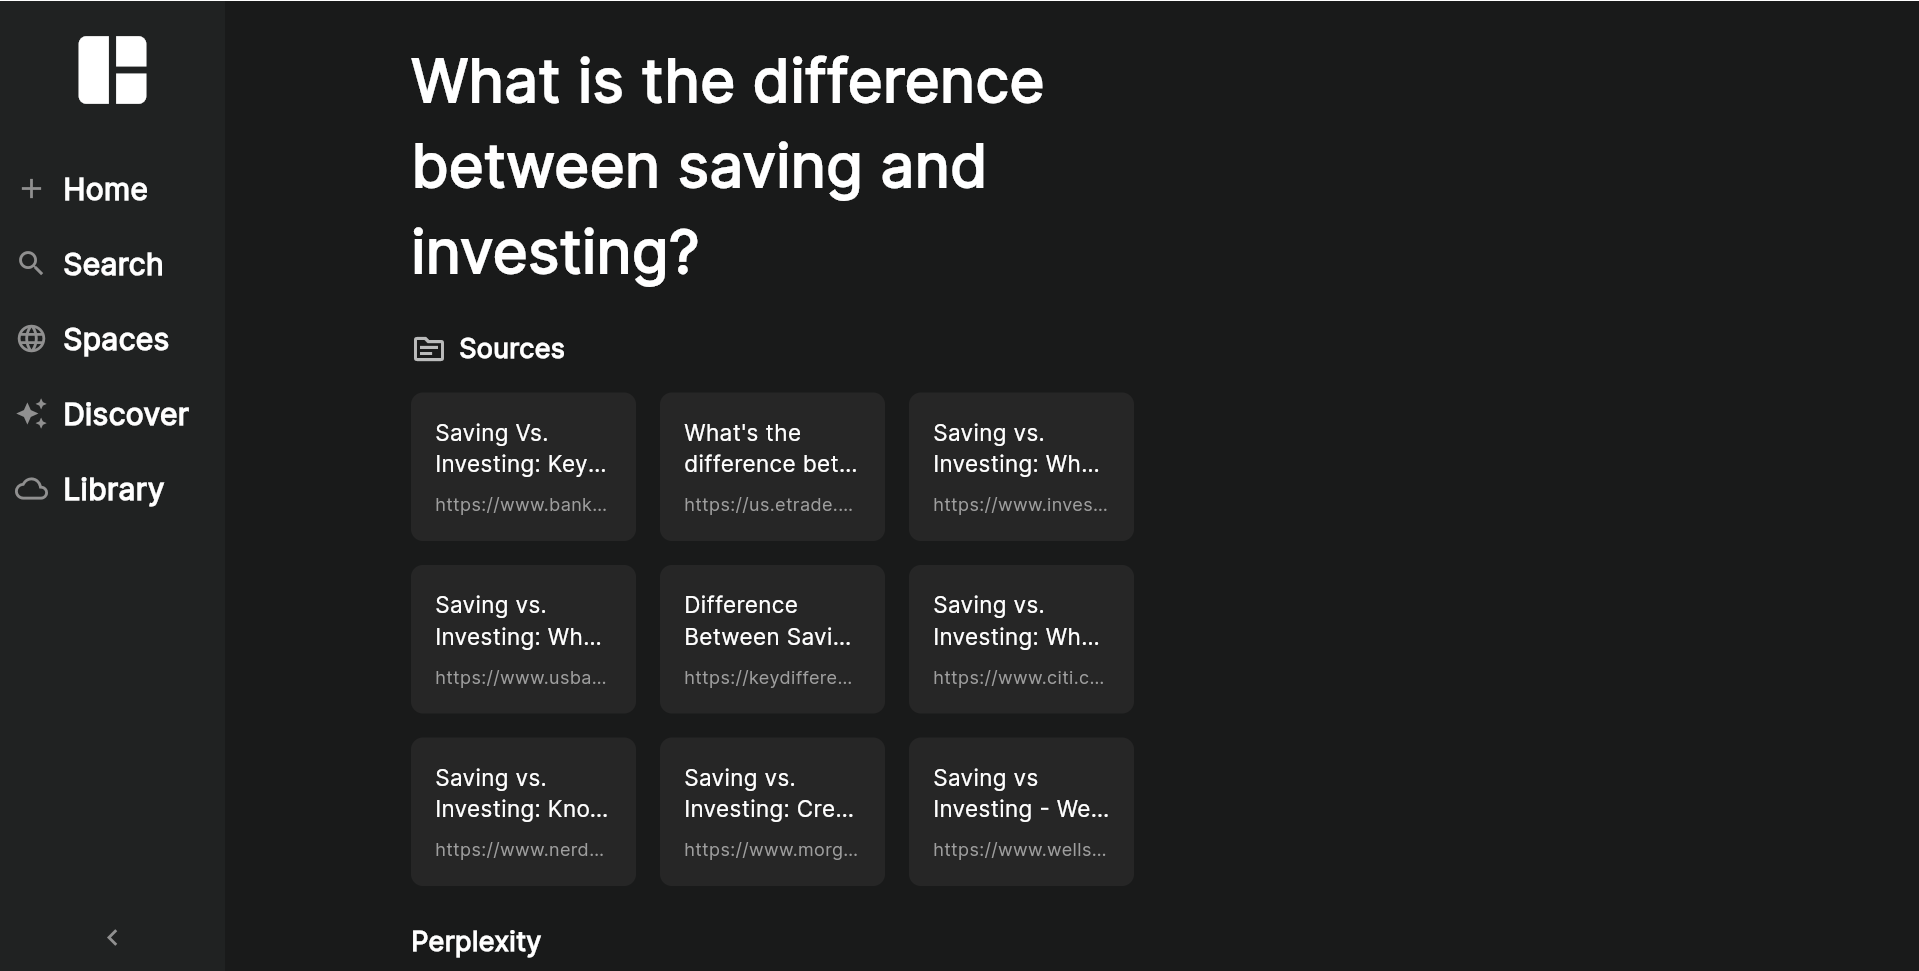 Home
Search
Spaces
Discover
Library
What is the difference
between saving and
investing?
Sources
Saving Vs.
Investing: Key...
https://www.bank...
What's the
difference bet...
https://us.etrade....
Saving vs.
Investing: Wh...
https://www.inves...
Saving vs.
Investing: Wh...
https://www.usba...
Difference
Between Savi...
https://keydiffere...
Saving vs.
Investing: Wh...
https://www.citi.c...
Saving vs.
Investing: Kno...
https://www.nerd...
Saving vs.
Investing: Cre...
https://www.morg...
Saving vs
Investing - We...
https://www.wells...
Perplexity